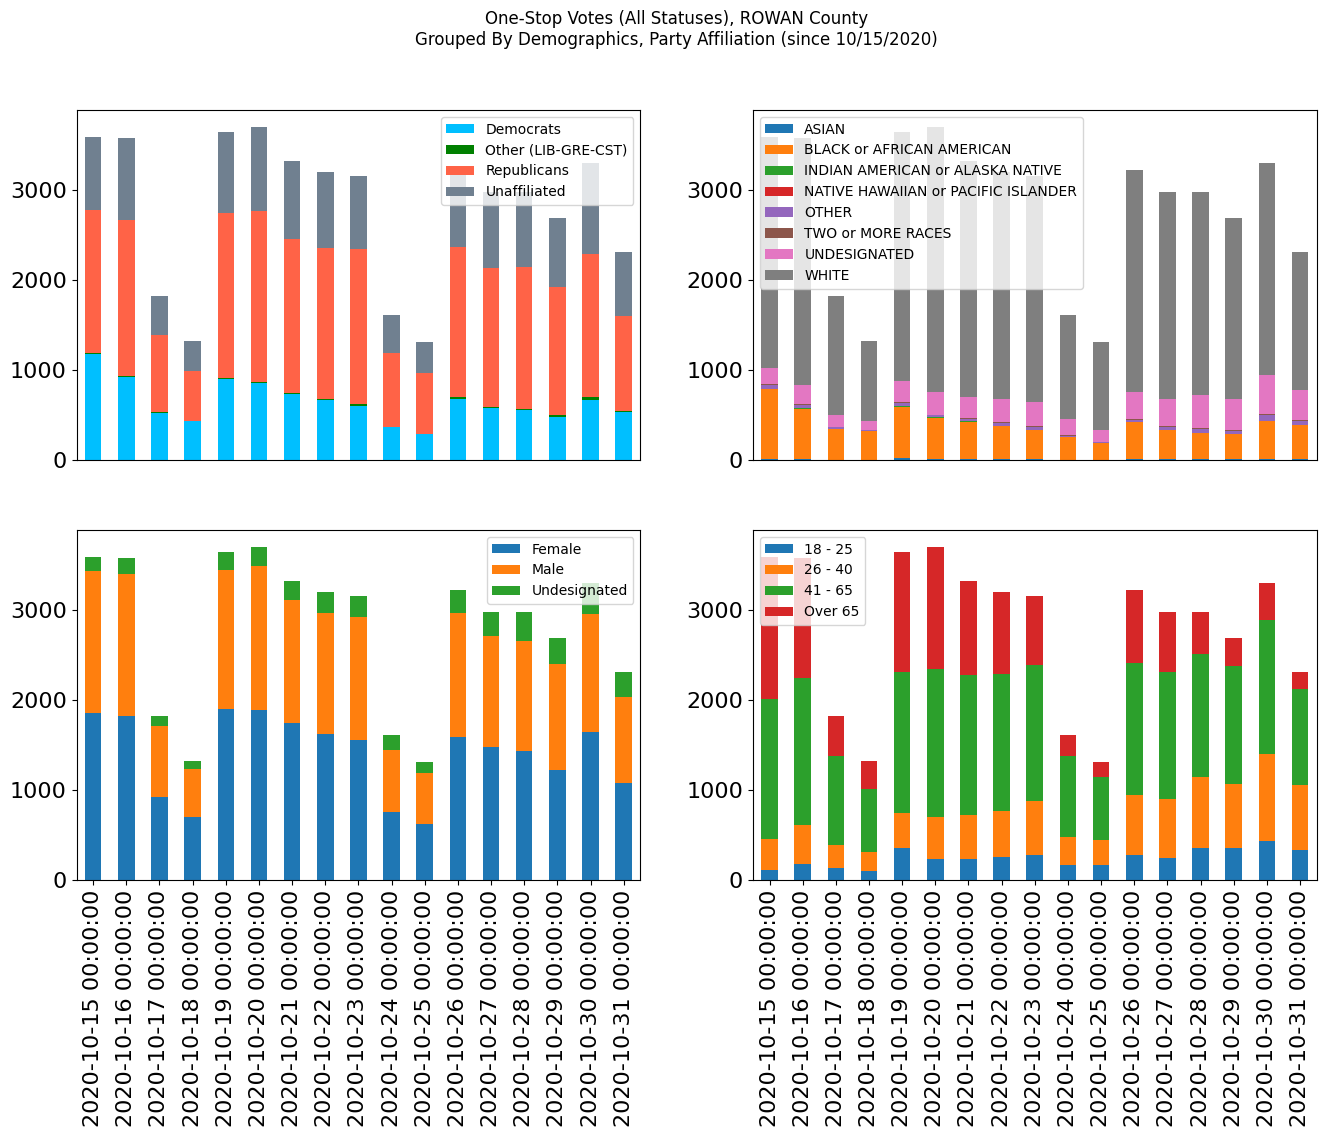 One-Stop Votes (All Statuses), ROWAN County
Grouped By Demographics, Party Affiliation (since 10/15/2020)
3000
2000
1000
0
Democrats
Other (LIB-GRE-CST)
Republicans
Unaffiliated
3000
2000
1000
0
ASIAN
BLACK or AFRICAN AMERICAN
INDIAN AMERICAN or ALASKA NATIVE
NATIVE HAWAIIAN or PACIFIC ISLANDER
OTHER
TWO or MORE RACES
UNDESIGNATED
WHITE
3000
2000
1000
0
Female
Male
Undesignated
2020-10-15 00:00:00
2020-10-16 00:00:00
2020-10-17 00:00:00
2020-10-18 00:00:00
2020-10-19 00:00:00
2020-10-20 00:00:00
2020-10-21 00:00:00
2020-10-22 00:00:00
2020-10-23 00:00:00
2020-10-24 00:00:00
2020-10-25 00:00:00
2020-10-26 00:00:00
2020-10-27 00:00:00
2020-10-28 00:00:00
2020-10-29 00:00:00
2020-10-30 00:00:00
2020-10-31 00:00:00
3000
2000
1000
0
18 - 25
26 - 40
41 - 65
Over 65
2020-10-15 00:00:00
2020-10-16 00:00:00
2020-10-17 00:00:00
2020-10-18 00:00:00
2020-10-19 00:00:00
2020-10-20 00:00:00
2020-10-21 00:00:00
2020-10-22 00:00:00
2020-10-23 00:00:00
2020-10-24 00:00:00
2020-10-25 00:00:00
2020-10-26 00:00:00
2020-10-27 00:00:00
2020-10-28 00:00:00
2020-10-29 00:00:00
2020-10-30 00:00:00
2020-10-31 00:00:00